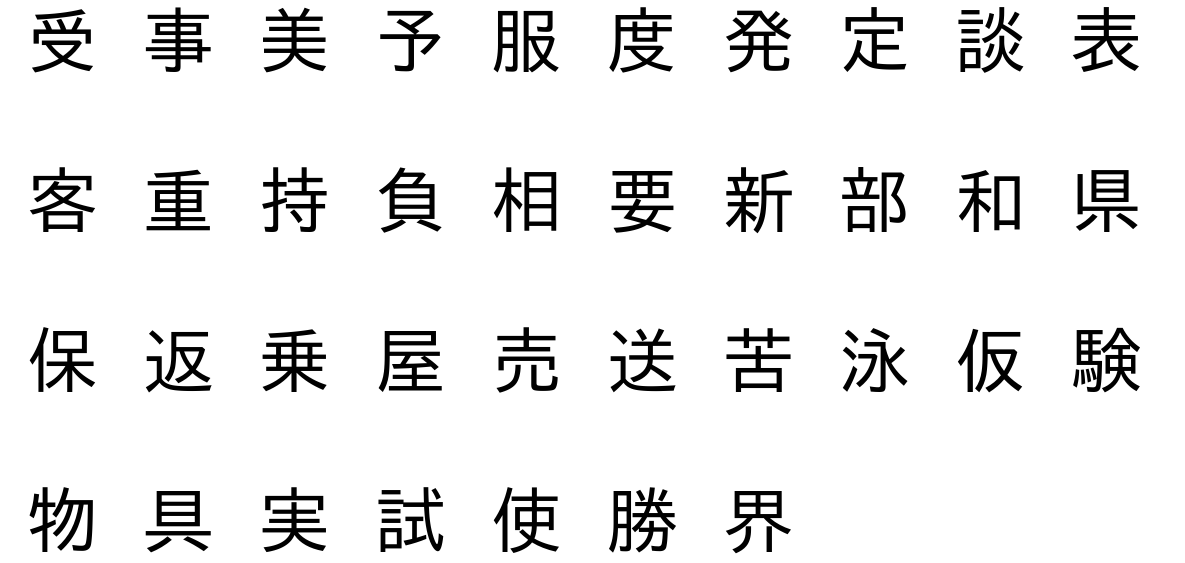 受事美予服度発定談表
客重持負相要新部和県
保返乗屋売送苦泳仮験
物具実試使勝界